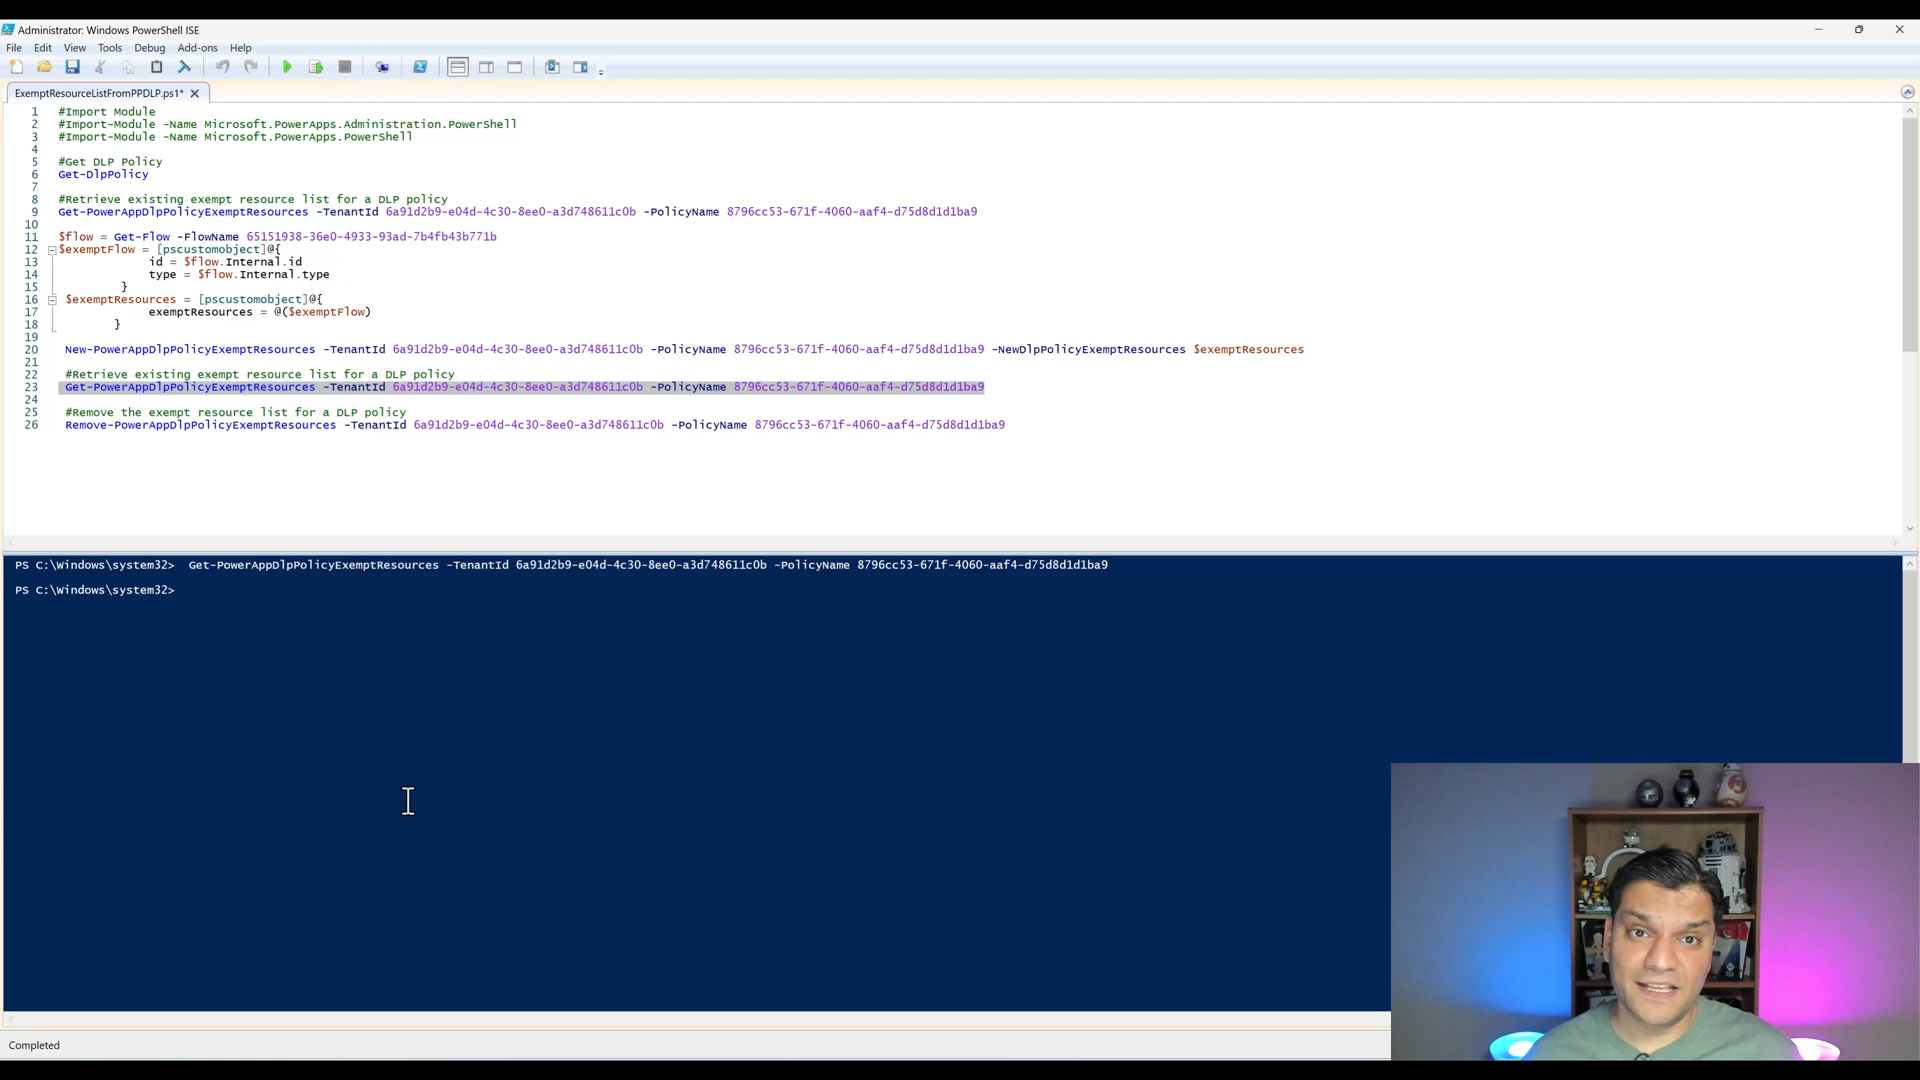 Administrator: Windows PowerShell ISE
File Edit View Tools Debug Add-ons Help
ExemptResourceListFromPPDLP.ps1*
1 #Import Module
2 #Import-Module -Name Microsoft.PowerApps.Administration.PowerShell
3 #Import-Module -Name Microsoft.PowerApps.PowerShell
4
5 #Get DLP Policy
6 Get-DlpPolicy
7
8 #Retrieve existing exempt resource list for a DLP policy
9 Get-PowerAppDlpPolicyExemptResources -TenantId 6a91d2b9-e04d-4c30-8ee0-a3d748611c0b -PolicyName 8796cc53-671f-4060-aaf4-d75d8d1d1ba9
10
11 $flow = Get-Flow -FlowName 65151938-36e0-4933-93ad-7b4fb43b771b
12 $exemptFlow = [pscustomobject]@{
13 id = $flow.Internal.id
14 type = $flow.Internal.type
15 }
16 $exemptResources = [pscustomobject]@{
17 exemptResources = @($exemptFlow)
18 }
19
20 New-PowerAppDlpPolicyExemptResources -TenantId 6a91d2b9-e04d-4c30-8ee0-a3d748611c0b -PolicyName 8796cc53-671f-4060-aaf4-d75d8d1d1ba9 -NewDlpPolicyExemptResources $exemptResources
21
22 #Retrieve existing exempt resource list for a DLP policy
23 Get-PowerAppDlpPolicyExemptResources -TenantId 6a91d2b9-e04d-4c30-8ee0-a3d748611c0b -PolicyName 8796cc53-671f-4060-aaf4-d75d8d1d1ba9
24
25 #Remove the exempt resource list for a DLP policy
26 Remove-PowerAppDlpPolicyExemptResources -TenantId 6a91d2b9-e04d-4c30-8ee0-a3d748611c0b -PolicyName 8796cc53-671f-4060-aaf4-d75d8d1d1ba9
PS C:\Windows\system32> Get-PowerAppDlpPolicyExemptResources -TenantId 6a91d2b9-e04d-4c30-8ee0-a3d748611c0b -PolicyName 8796cc53-671f-4060-aaf4-d75d8d1d1ba9
PS C:\Windows\system32>
Completed